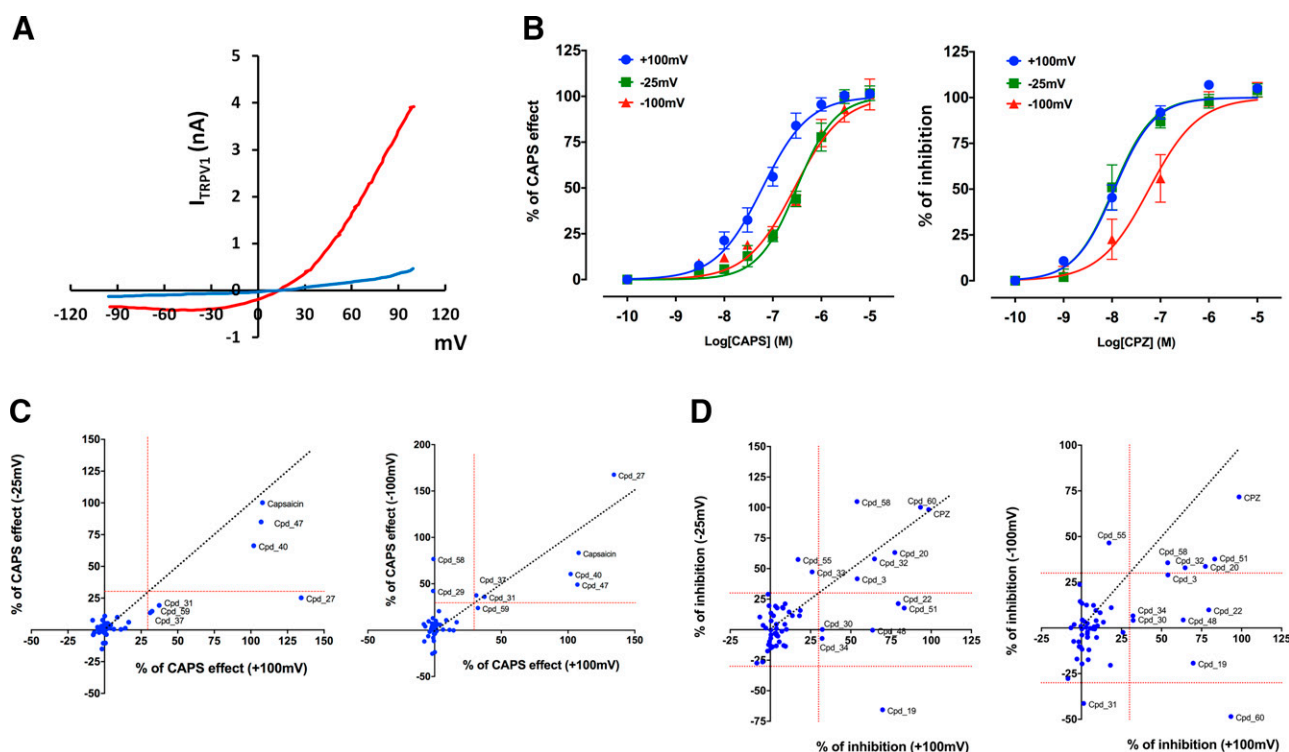 A
I_TRPV1 (nA)
5
4
3
2
1
0
-1
-120 -90 -60 -30 0 30 60 90 120
mV
B
% of CAPS effect
125
100
75
50
25
0
+100mV
-25mV
-100mV
-10 -9 -8 -7 -6 -5
Log[CAPS] (M)
% of inhibition
125
100
75
50
25
0
+100mV
-25mV
-100mV
-10 -9 -8 -7 -6 -5
Log[CPZ] (M)
C
% of CAPS effect (-25mV)
150
125
100
75
50
25
-25
-50
Capsaicin
Cpd_47
Cpd_40
Cpd_27
Cpd_31
Cpd_59
Cpd_37
-50 -25 0 25 50 75 100 125 150
% of CAPS effect (+100mV)
% of CAPS effect (-100mV)
200
150
100
50
0
-50
Cpd_27
Capsaicin
Cpd_58
Cpd_40
Cpd_47
Cpd_29
Cpd_37
Cpd_31
Cpd_59
-50 50 100 150
% of CAPS effect (+100mV)
D
% of inhibition (-25mV)
150
125
100
75
50
25
0
-25
-50
-75
Cpd_58
Cpd_60
CPZ
Cpd_55
Cpd_20
Cpd_32
Cpd_33
Cpd_3
Cpd_22
Cpd_51
Cpd_30
Cpd_48
Cpd_34
Cpd_19
-25 25 50 75 100 125
% of inhibition (+100mV)
% of inhibition (-100mV)
100
75
50
25
0
-25
-50
CPZ
Cpd_55
Cpd_58
Cpd_51
Cpd_32
Cpd_20
Cpd_3
Cpd_34
Cpd_22
Cpd_30
Cpd_48
Cpd_19
Cpd_31
Cpd_60
-25 25 50 75 100 125
% of inhibition (+100mV)